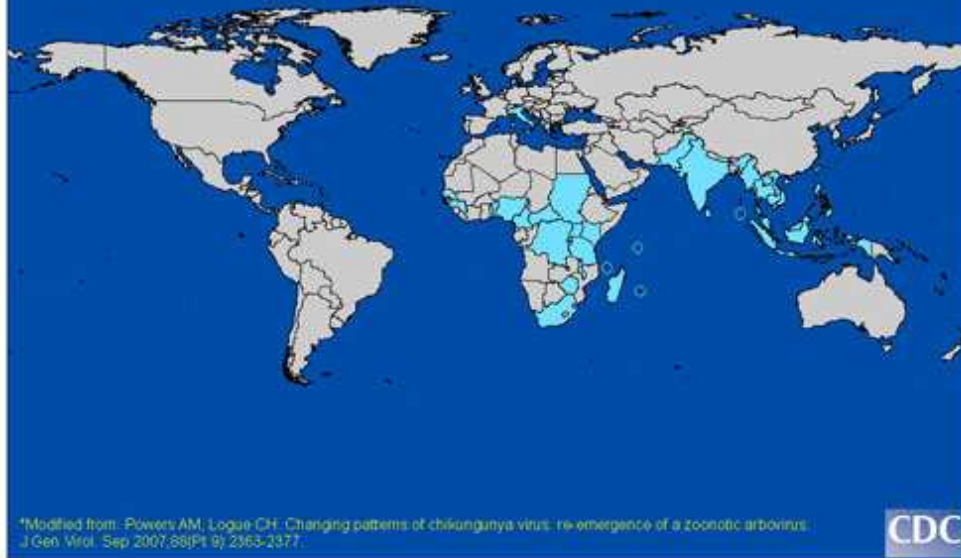 *Modified from: Powers AM, Logue CH. Changing patterns of chikungunya virus: re-emergence of a zoonotic arbovirus.
J Gen Virol. Sep 2007;88(Pt 9):2363-2377.
CDC